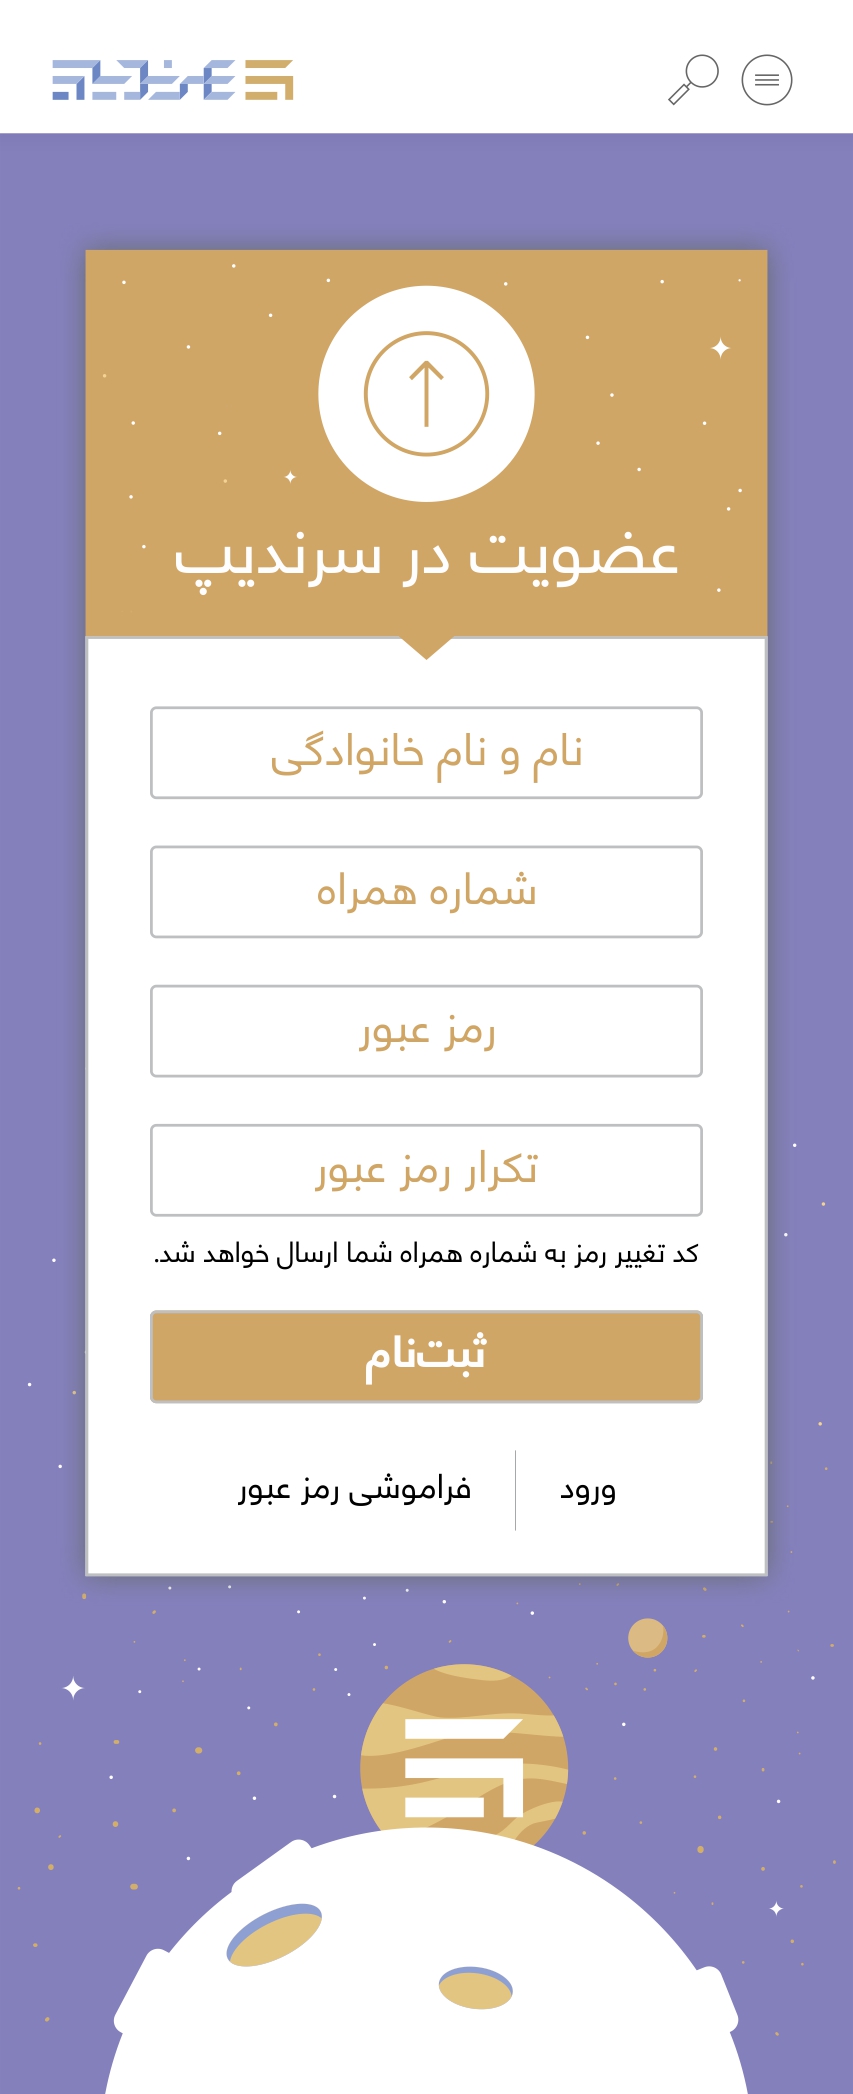 عضویت در سرندیپ
نام و نام خانوادگی
شماره همراه
رمز عبور
تکرار رمز عبور
کد تغییر رمز به شماره همراه شما ارسال خواهد شد.
ثبت‌نام
ورود
فراموشی رمز عبور